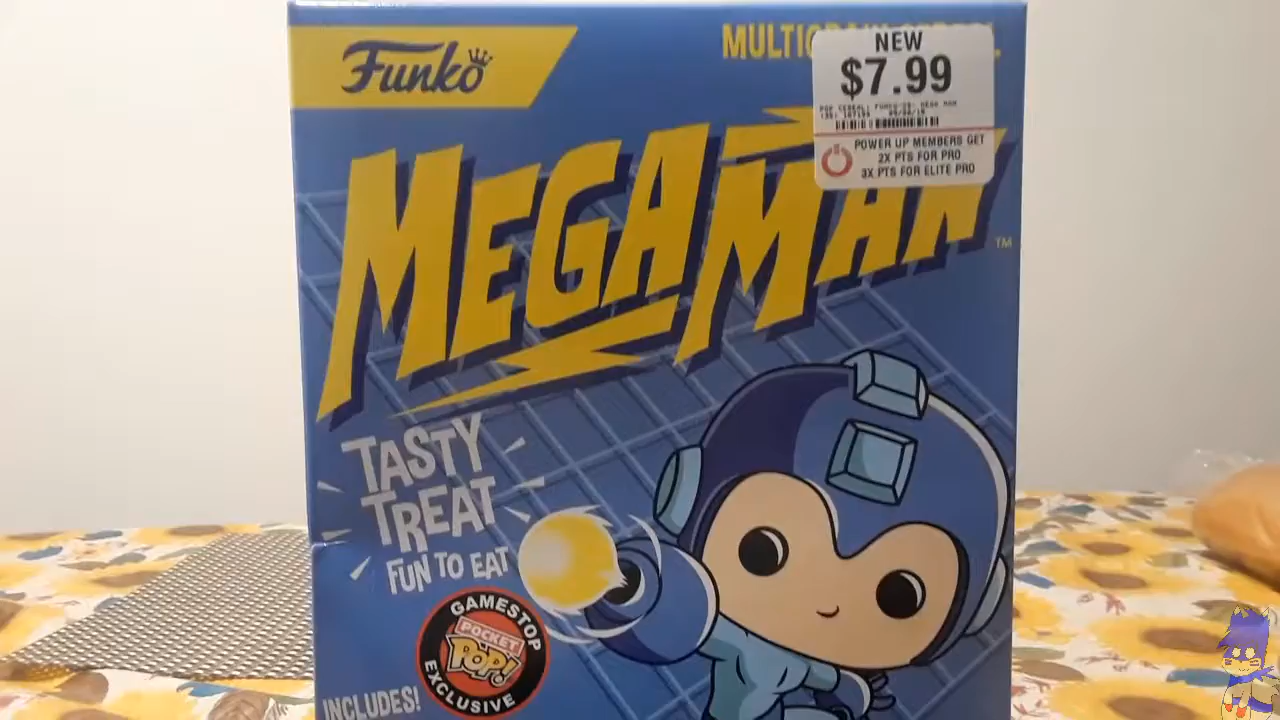 Funko
MULTIGRAIN CEREAL
NEW
$7.99
POWER UP MEMBERS GET
2X PTS FOR PRO
3X PTS FOR ELITE PRO
MEGAMAN
TM
TASTY
TREAT
FUN TO EAT
GAMESTOP
POCKET
POP!
EXCLUSIVE
INCLUDES!